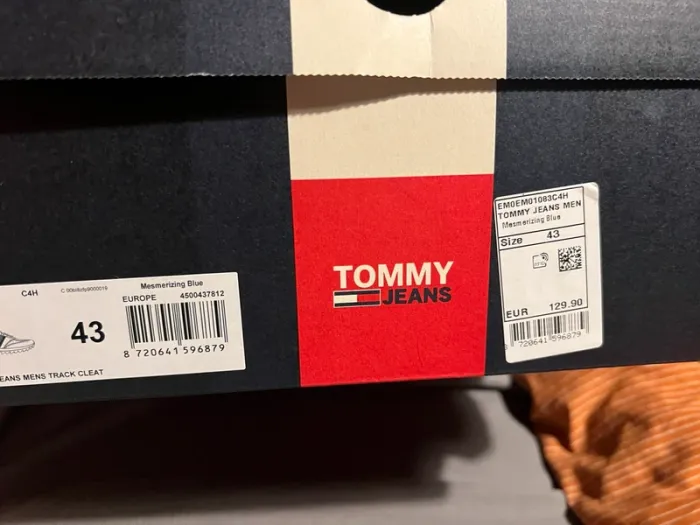 C4H
Mesmerizing Blue
EUROPE 4500437812
43
8 720641 596879
EANS MENS TRACK CLEAT
TOMMY
JEANS
EM0EM01083C4H
TOMMY JEANS MEN
Mesmerizing Blue
Size 43
EUR 129.90
8 720641 596879